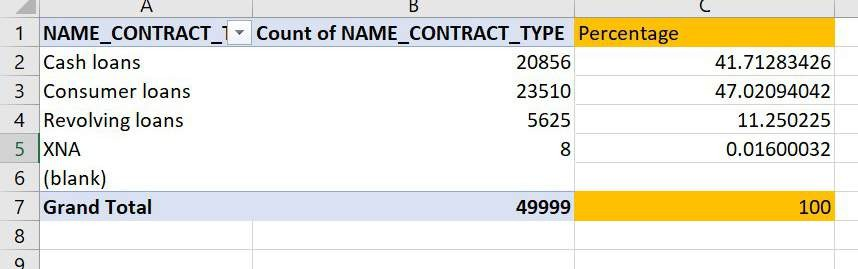 A B C
1 NAME_CONTRACT_T Count of NAME_CONTRACT_TYPE Percentage
2 Cash loans 20856 41.71283426
3 Consumer loans 23510 47.02094042
4 Revolving loans 5625 11.250225
5 XNA 8 0.01600032
6 (blank)
7 Grand Total 49999 100
8
9